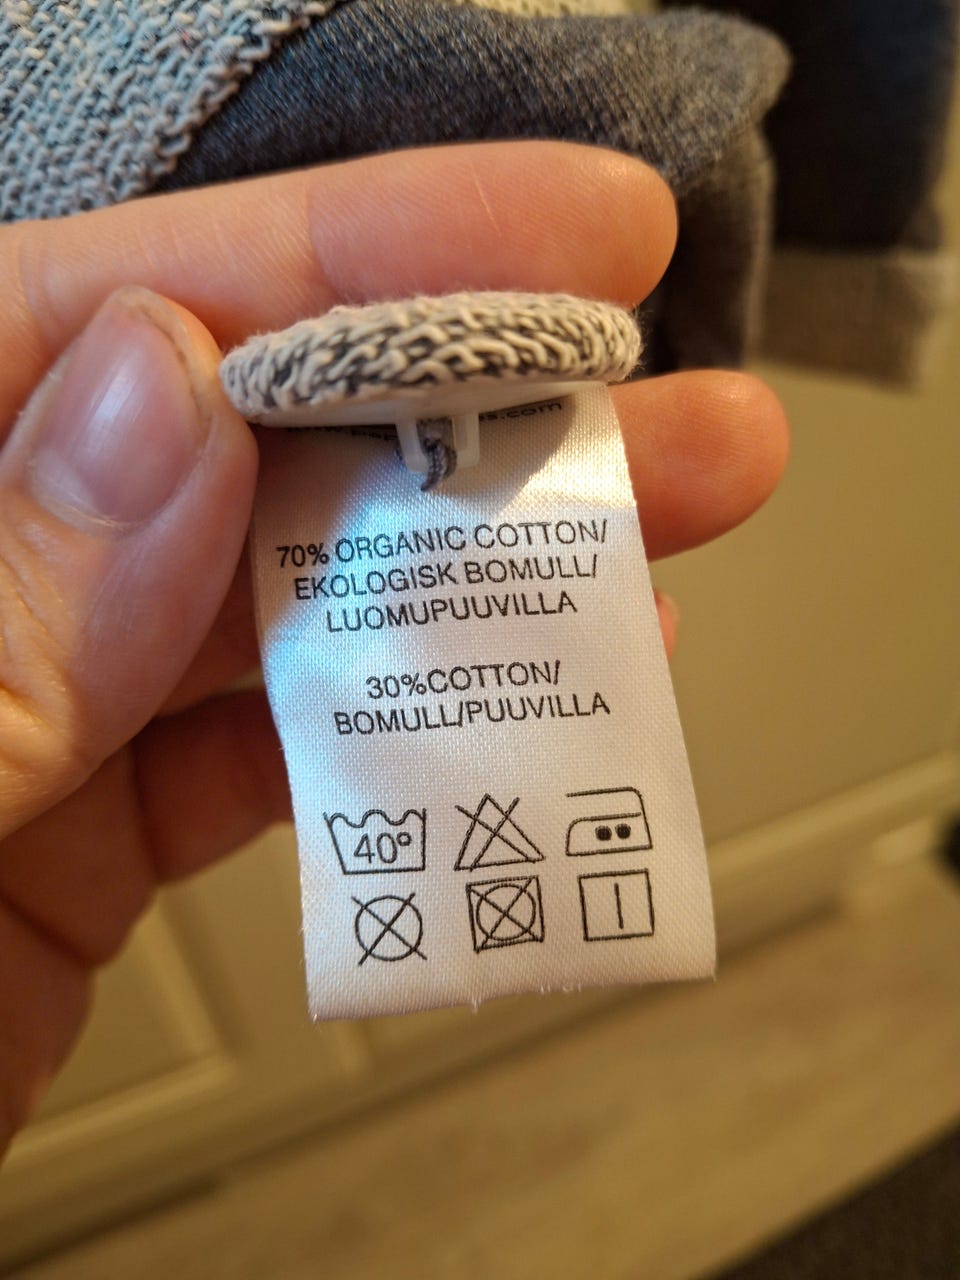 70% ORGANIC COTTON/
EKOLOGISK BOMULL/
LUOMUPUUVILLA
30%COTTON/
BOMULL/PUUVILLA
40°